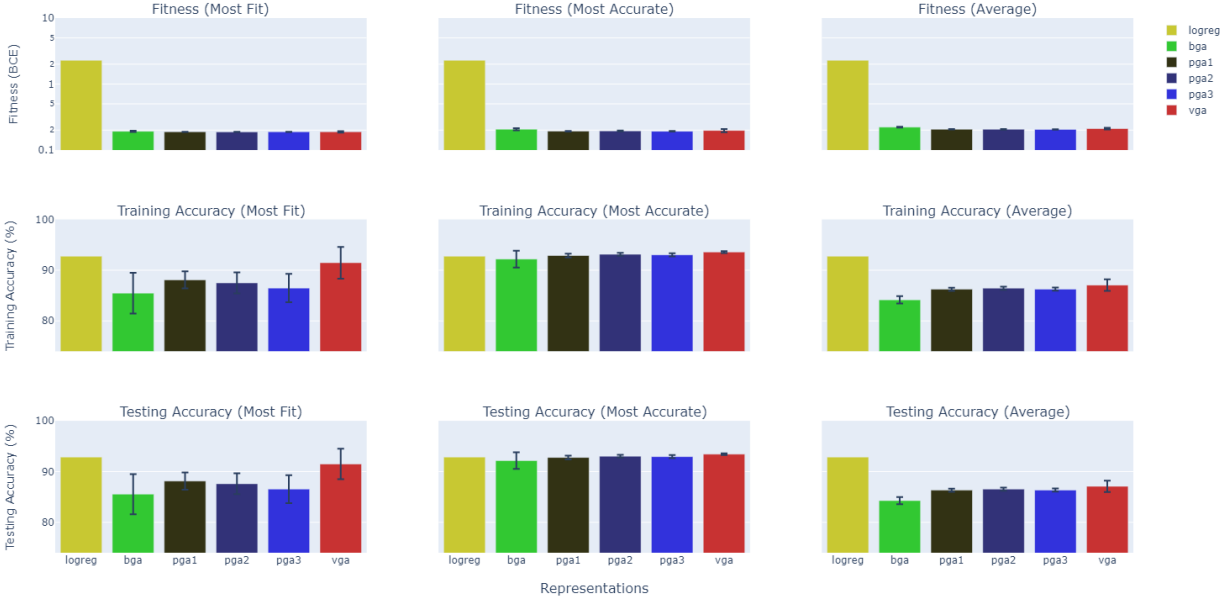 Fitness (Most Fit)
Fitness (Most Accurate)
Fitness (Average)
Fitness (BCE)
10
5
2
1
5
2
0.1
logreg
bga
pga1
pga2
pga3
vga
Training Accuracy (Most Fit)
Training Accuracy (Most Accurate)
Training Accuracy (Average)
Training Accuracy (%)
100
90
80
Testing Accuracy (Most Fit)
Testing Accuracy (Most Accurate)
Testing Accuracy (Average)
Testing Accuracy (%)
100
90
80
logreg bga pga1 pga2 pga3 vga
logreg bga pga1 pga2 pga3 vga
logreg bga pga1 pga2 pga3 vga
Representations